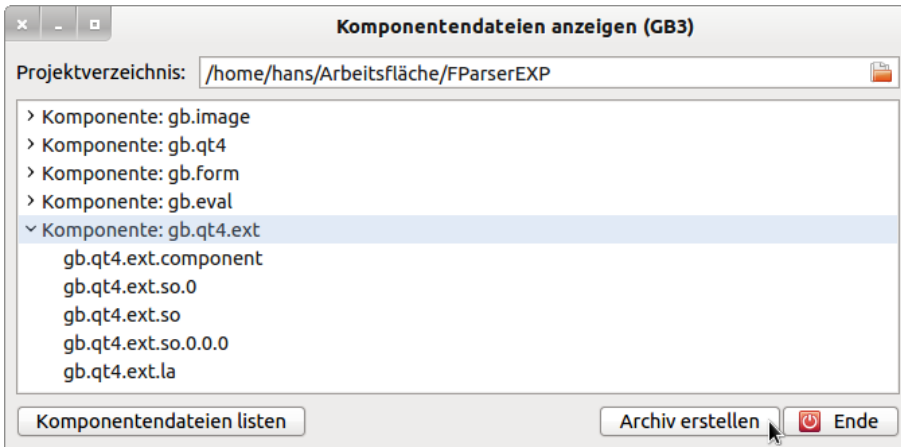 Komponentendateien anzeigen (GB3)
Projektverzeichnis: /home/hans/Arbeitsfläche/FParserEXP
Komponente: gb.image
Komponente: gb.qt4
Komponente: gb.form
Komponente: gb.eval
Komponente: gb.qt4.ext
gb.qt4.ext.component
gb.qt4.ext.so.0
gb.qt4.ext.so
gb.qt4.ext.so.0.0.0
gb.qt4.ext.la
Komponentendateien listen Archiv erstellen Ende